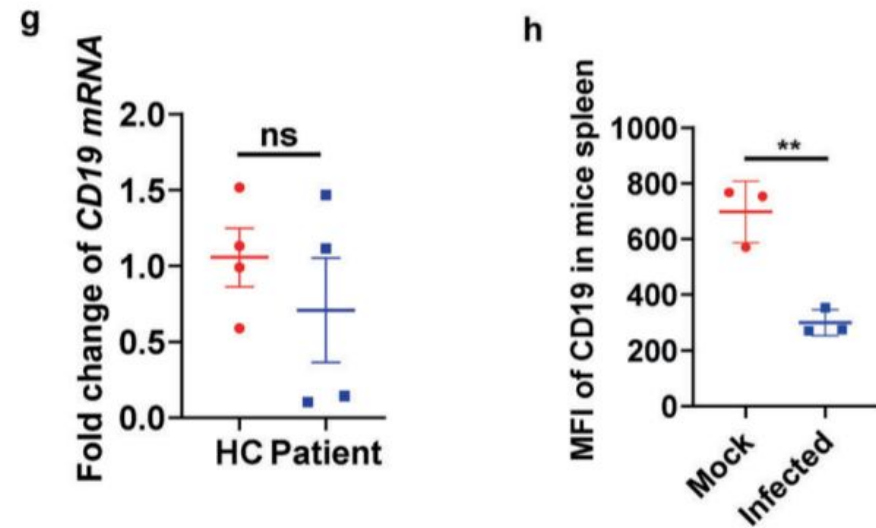 g
Fold change of CD19 mRNA
2.0
1.5
1.0
0.5
0.0
ns
HC Patient
h
MFI of CD19 in mice spleen
1000
800
600
400
200
0
**
Mock
Infected